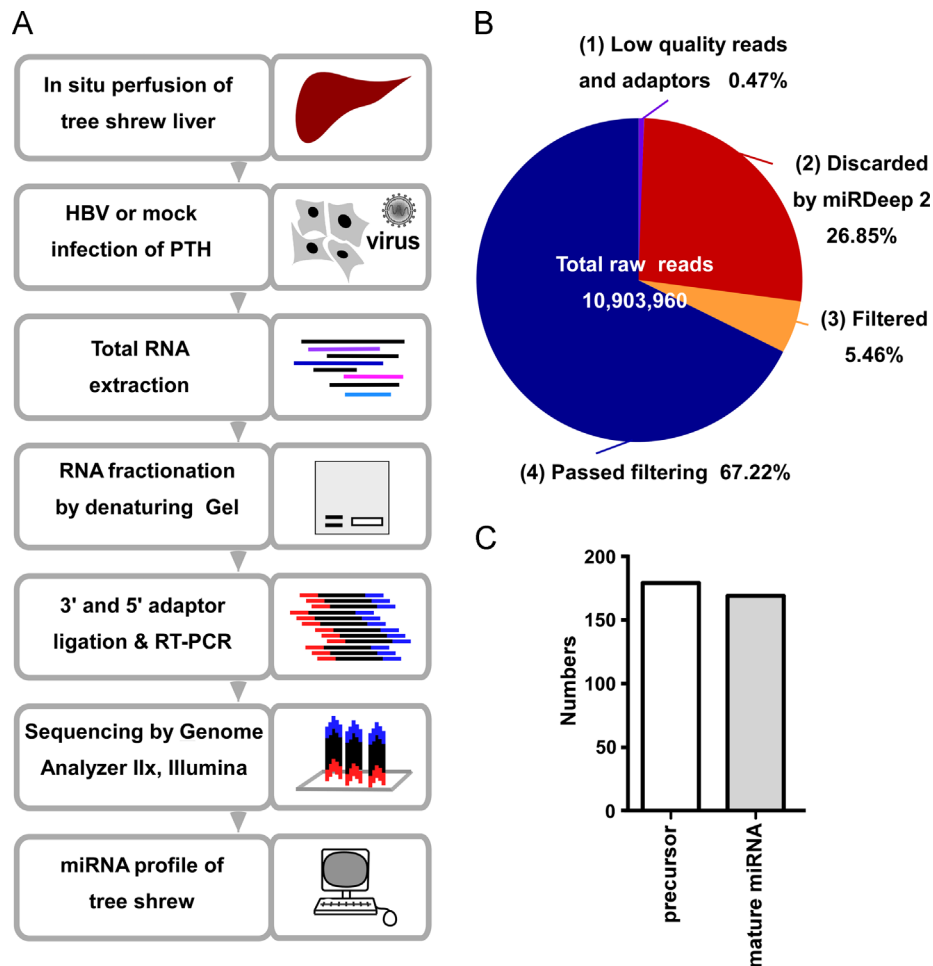 A
In situ perfusion of
tree shrew liver
HBV or mock
infection of PTH
virus
Total RNA
extraction
RNA fractionation
by denaturing Gel
3' and 5' adaptor
ligation & RT-PCR
Sequencing by Genome
Analyzer IIx, Illumina
miRNA profile of
tree shrew
B
(1) Low quality reads
and adaptors 0.47%
(2) Discarded
by miRDeep 2
26.85%
Total raw reads
10,903,960
(3) Filtered
5.46%
(4) Passed filtering 67.22%
C
200
150
100
50
0
Numbers
precursor
mature miRNA